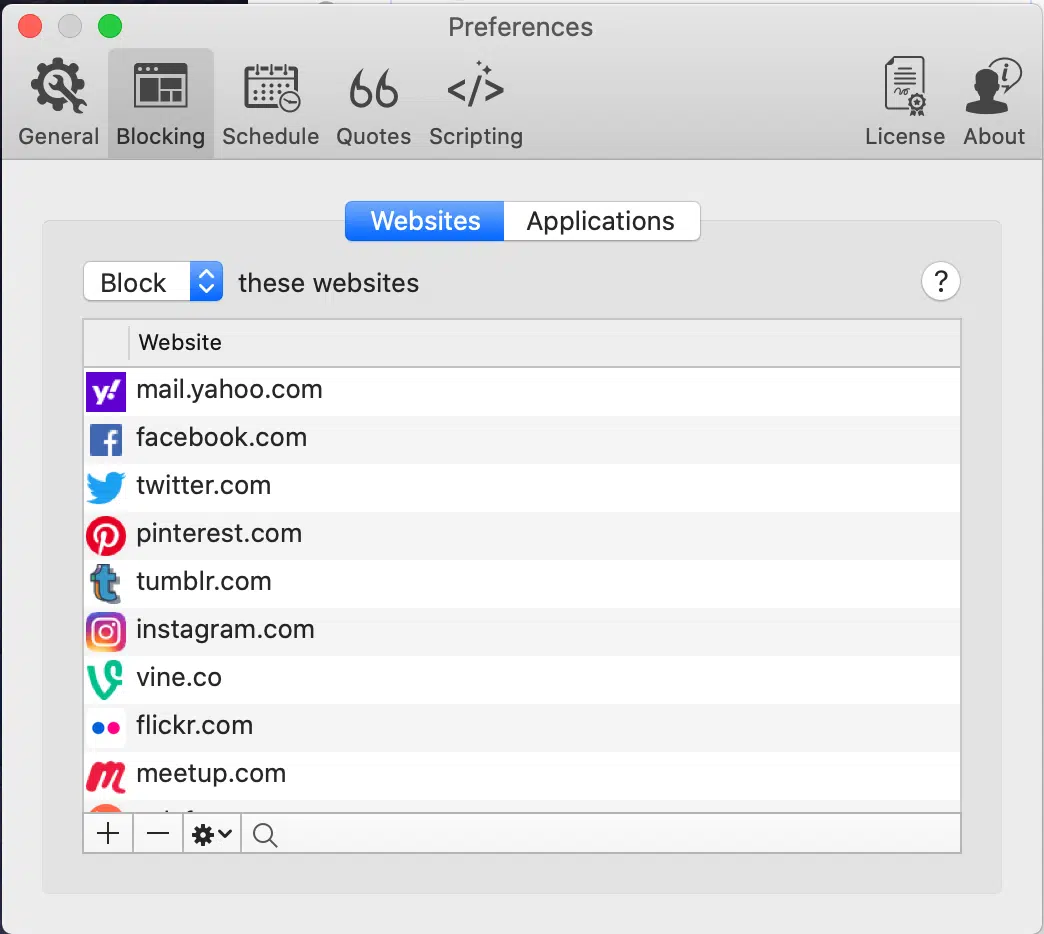 Preferences
General Blocking Schedule Quotes Scripting License About
Websites Applications
Block these websites ?
Website
mail.yahoo.com
facebook.com
twitter.com
pinterest.com
tumblr.com
instagram.com
vine.co
flickr.com
meetup.com